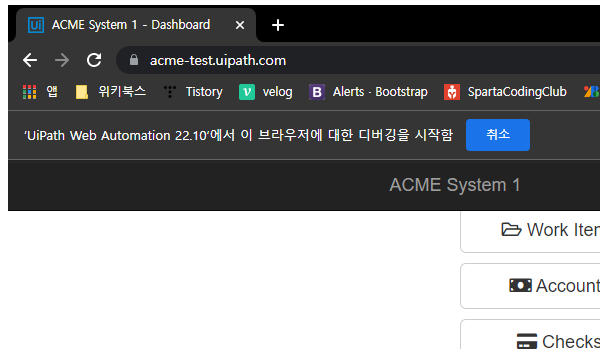 Ui ACME System 1 - Dashboard
acme-test.uipath.com
앱 위키북스 Tistory velog B Alerts · Bootstrap SpartaCodingClub
'UiPath Web Automation 22.10'에서 이 브라우저에 대한 디버깅을 시작함 취소
ACME System 1
Work Iter
Account
Checks